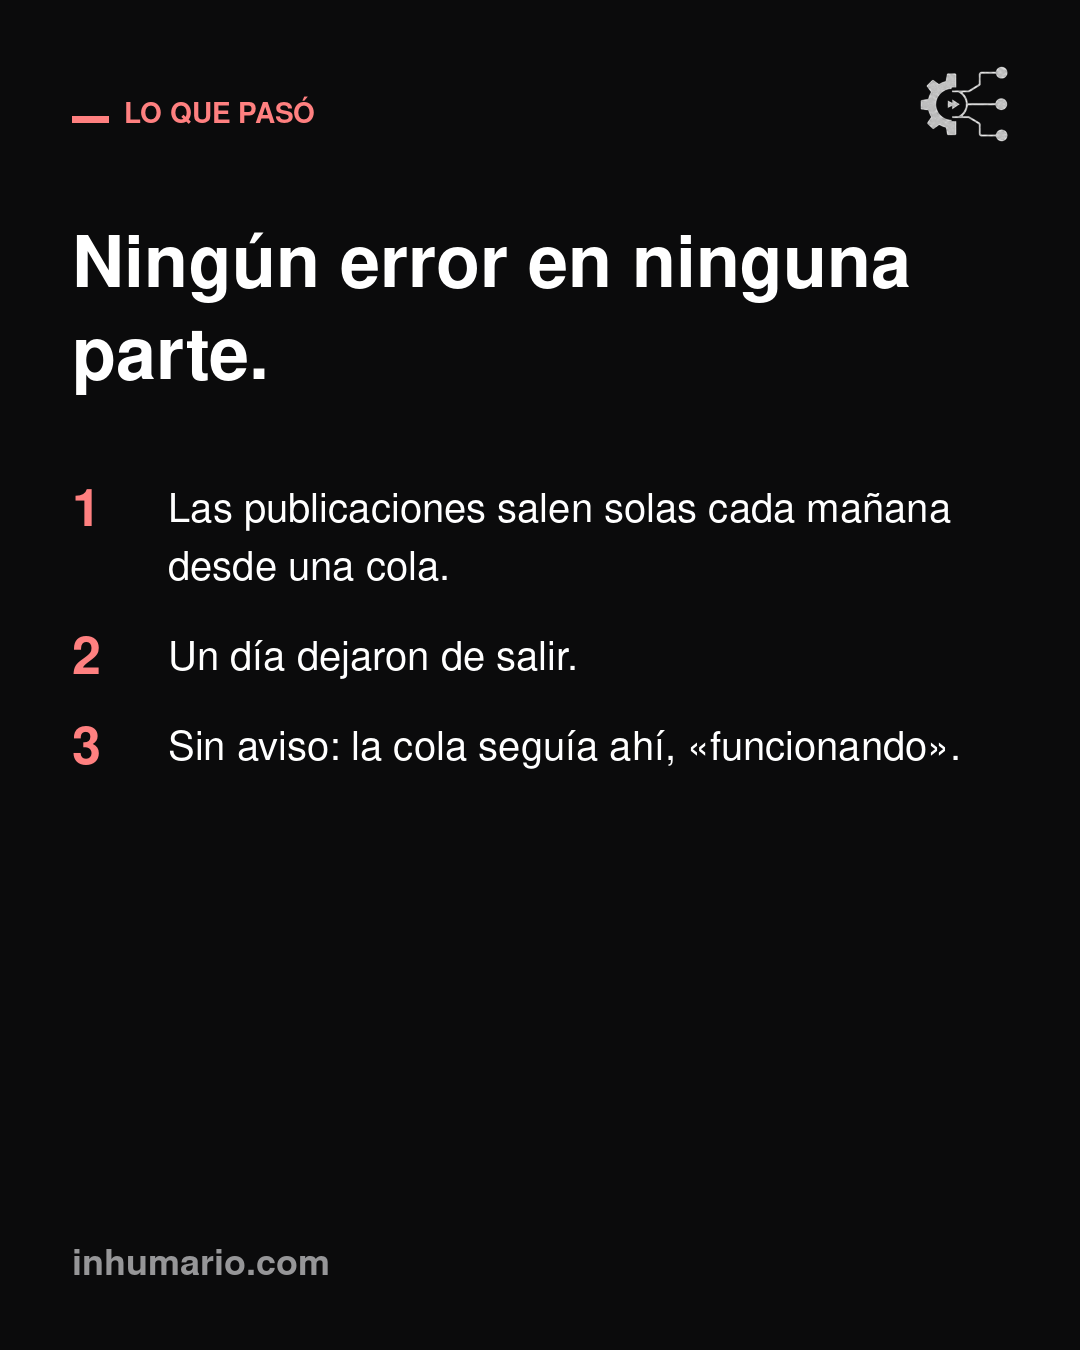 LO QUE PASÓ
Ningún error en ninguna
parte.
1 Las publicaciones salen solas cada mañana
desde una cola.
2 Un día dejaron de salir.
3 Sin aviso: la cola seguía ahí, «funcionando».
inhumario.com